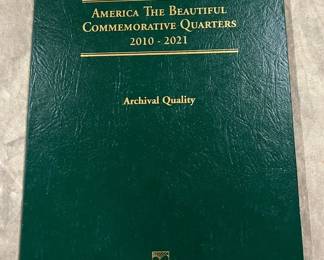 America The Beautiful
Commemorative Quarters
2010 - 2021
Archival Quality